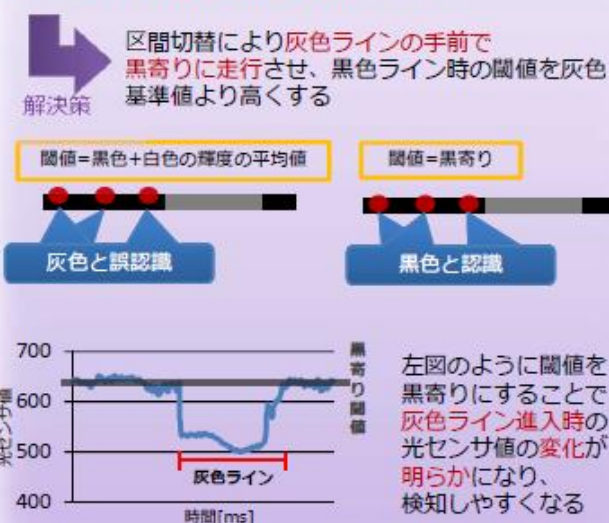 解決策
区間切替により灰色ラインの手前で
黒寄りに走行させ、黒色ライン時の閾値を灰色
基準値より高くする
閾値=黒色+白色の輝度の平均値
閾値=黒寄り
灰色と誤認識
黒色と認識
700
600
500
400
光センサ値
灰色ライン
時間[ms]
黒寄り閾値
左図のように閾値を
黒寄りにすることで
灰色ライン進入時の
光センサ値の変化が
明らかになり、
検知しやすくなる